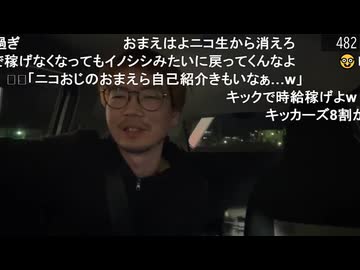 過ぎ おまえはよニコ生から消えろ 482
で稼げなくなってもイノシシみたいに戻ってくんなよ
「ニコおじのおまえら自己紹介きもいなぁ…w」
キックで時給稼げよw
キッカーズ8割が